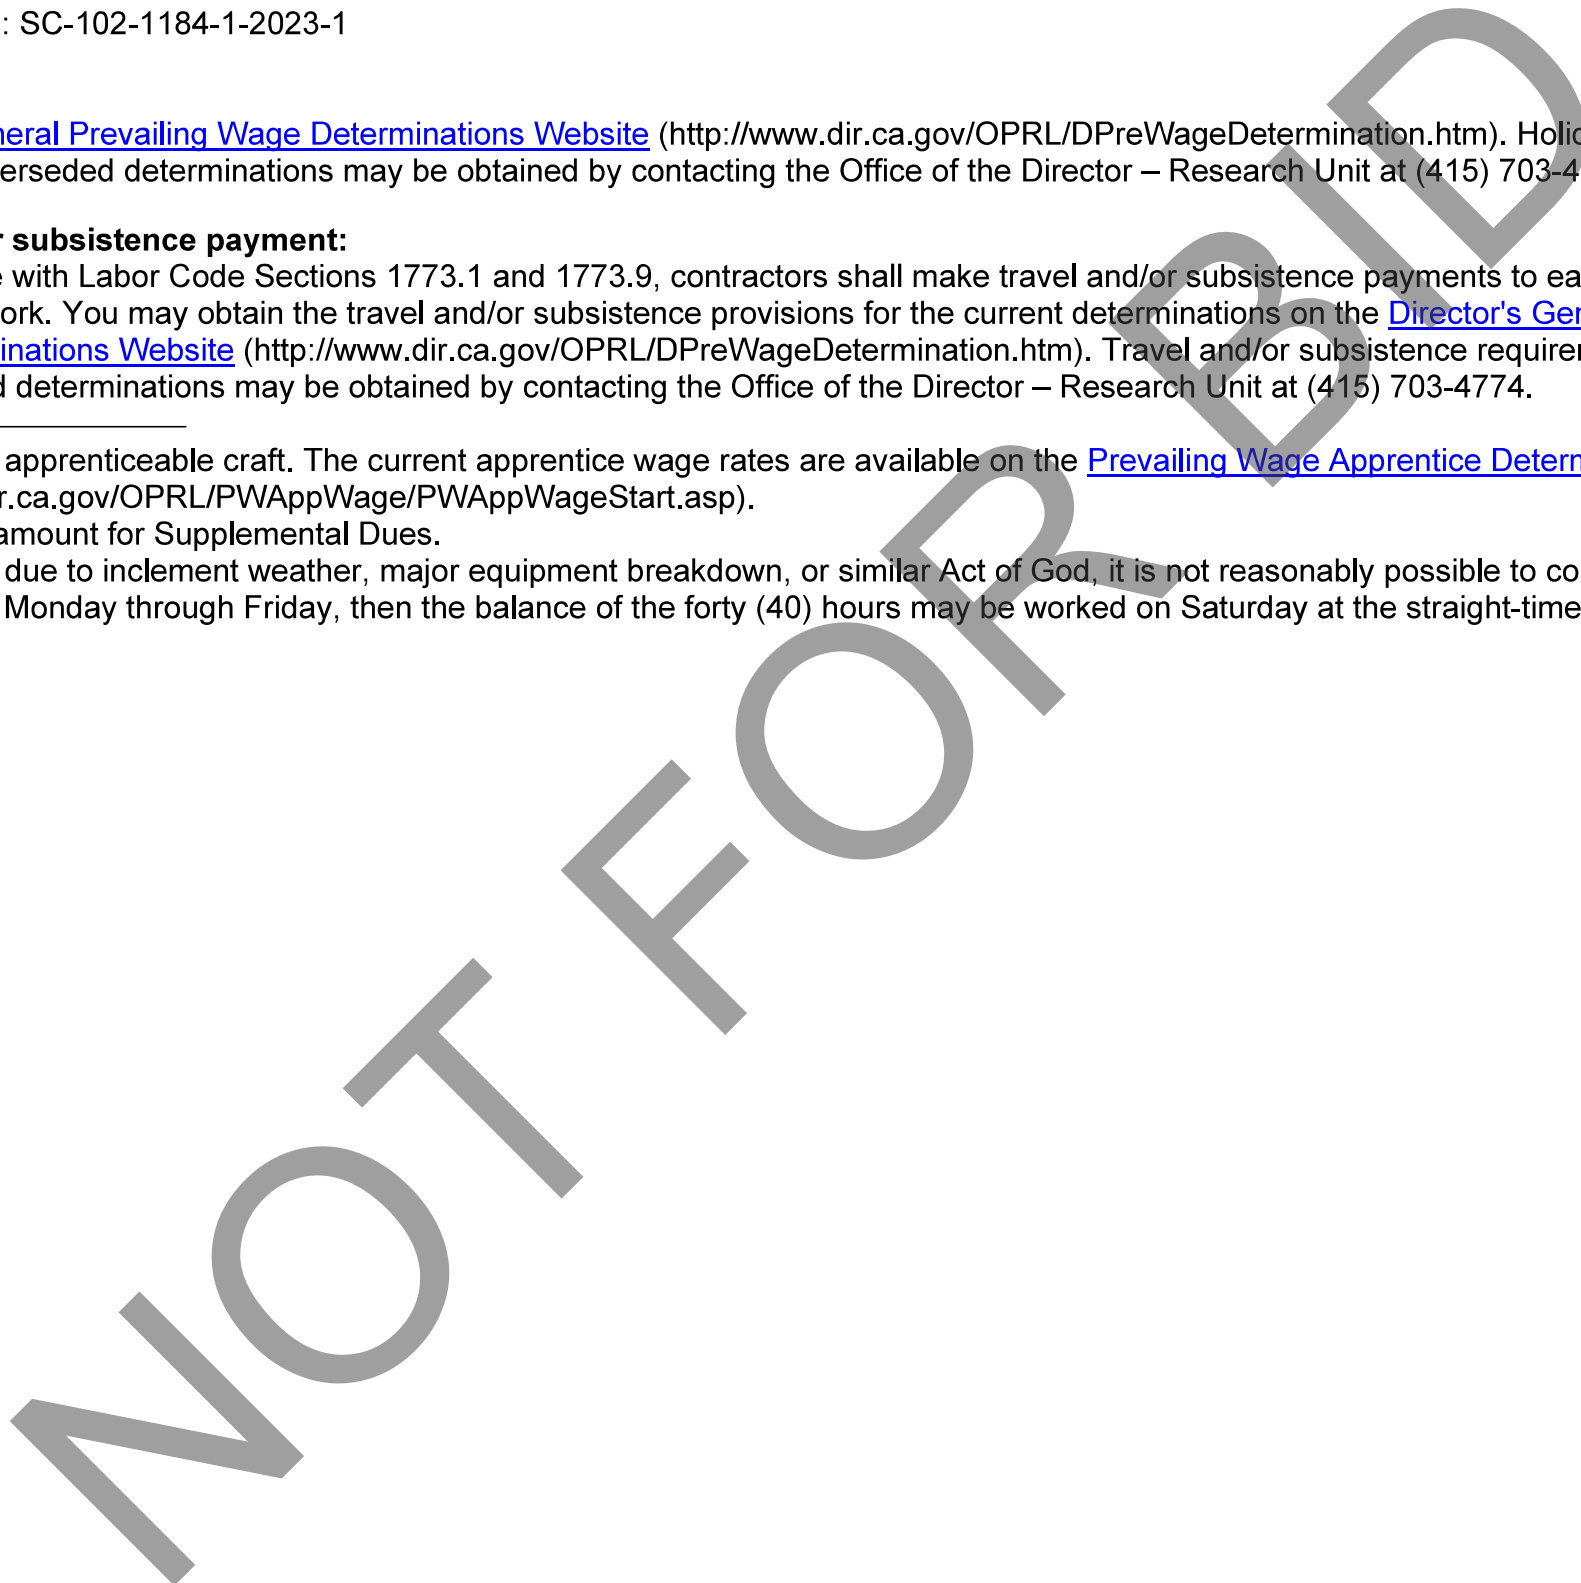 : SC-102-1184-1-2023-1
neral Prevailing Wage Determinations Website (http://www.dir.ca.gov/OPRL/DPreWageDetermination.htm). Holid
erseded determinations may be obtained by contacting the Office of the Director – Research Unit at (415) 703-4
r subsistence payment:
e with Labor Code Sections 1773.1 and 1773.9, contractors shall make travel and/or subsistence payments to ea
ork. You may obtain the travel and/or subsistence provisions for the current determinations on the Director's Gen
inations Website (http://www.dir.ca.gov/OPRL/DPreWageDetermination.htm). Travel and/or subsistence requirem
d determinations may be obtained by contacting the Office of the Director – Research Unit at (415) 703-4774.
apprenticeable craft. The current apprentice wage rates are available on the Prevailing Wage Apprentice Determ
r.ca.gov/OPRL/PWAppWage/PWAppWageStart.asp).
amount for Supplemental Dues.
due to inclement weather, major equipment breakdown, or similar Act of God, it is not reasonably possible to co
Monday through Friday, then the balance of the forty (40) hours may be worked on Saturday at the straight-time
NOT FOR BID